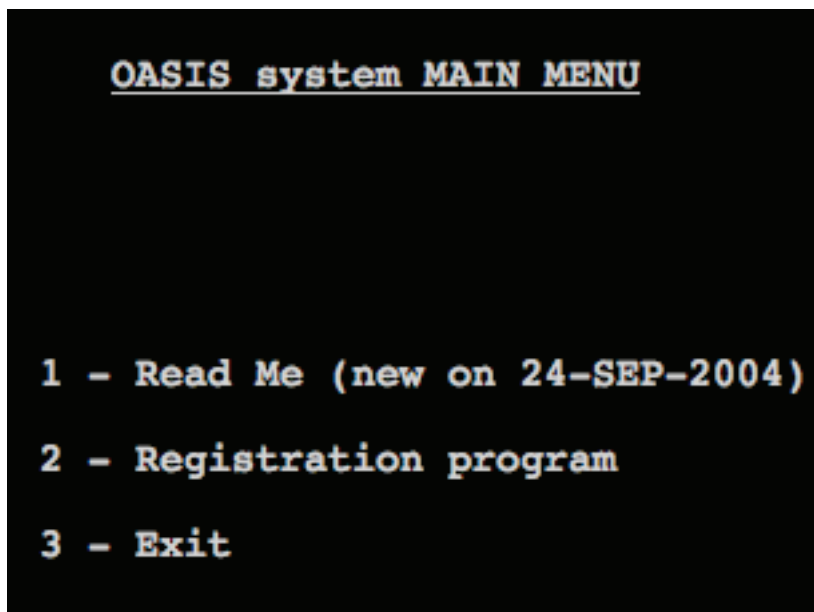 OASIS system MAIN MENU
1 - Read Me (new on 24-SEP-2004)
2 - Registration program
3 - Exit